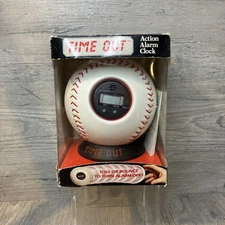 TIME OUT
Action
Alarm
Clock
TIME OUT
TOSS OR BOUNCE
TO TURN ALARM OFF!